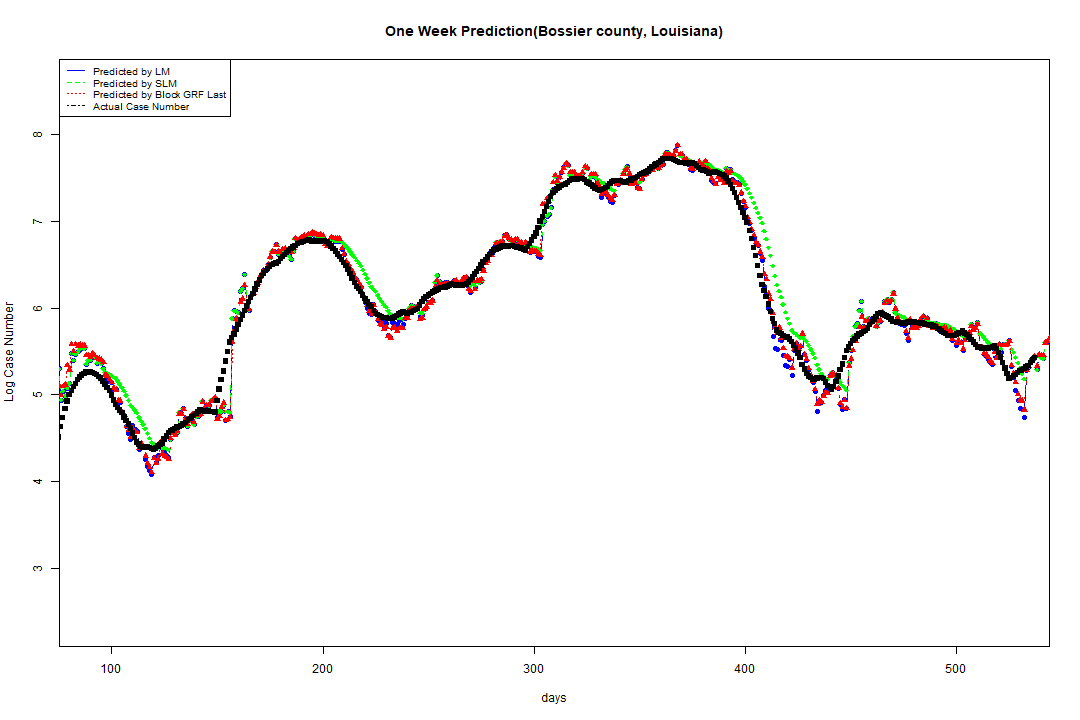 One Week Prediction(Bossier county, Louisiana)
Predicted by LM
Predicted by SLM
Predicted by Block GRF Last
Actual Case Number
8
7
6
5
4
3
Log Case Number
100 200 300 400 500
days